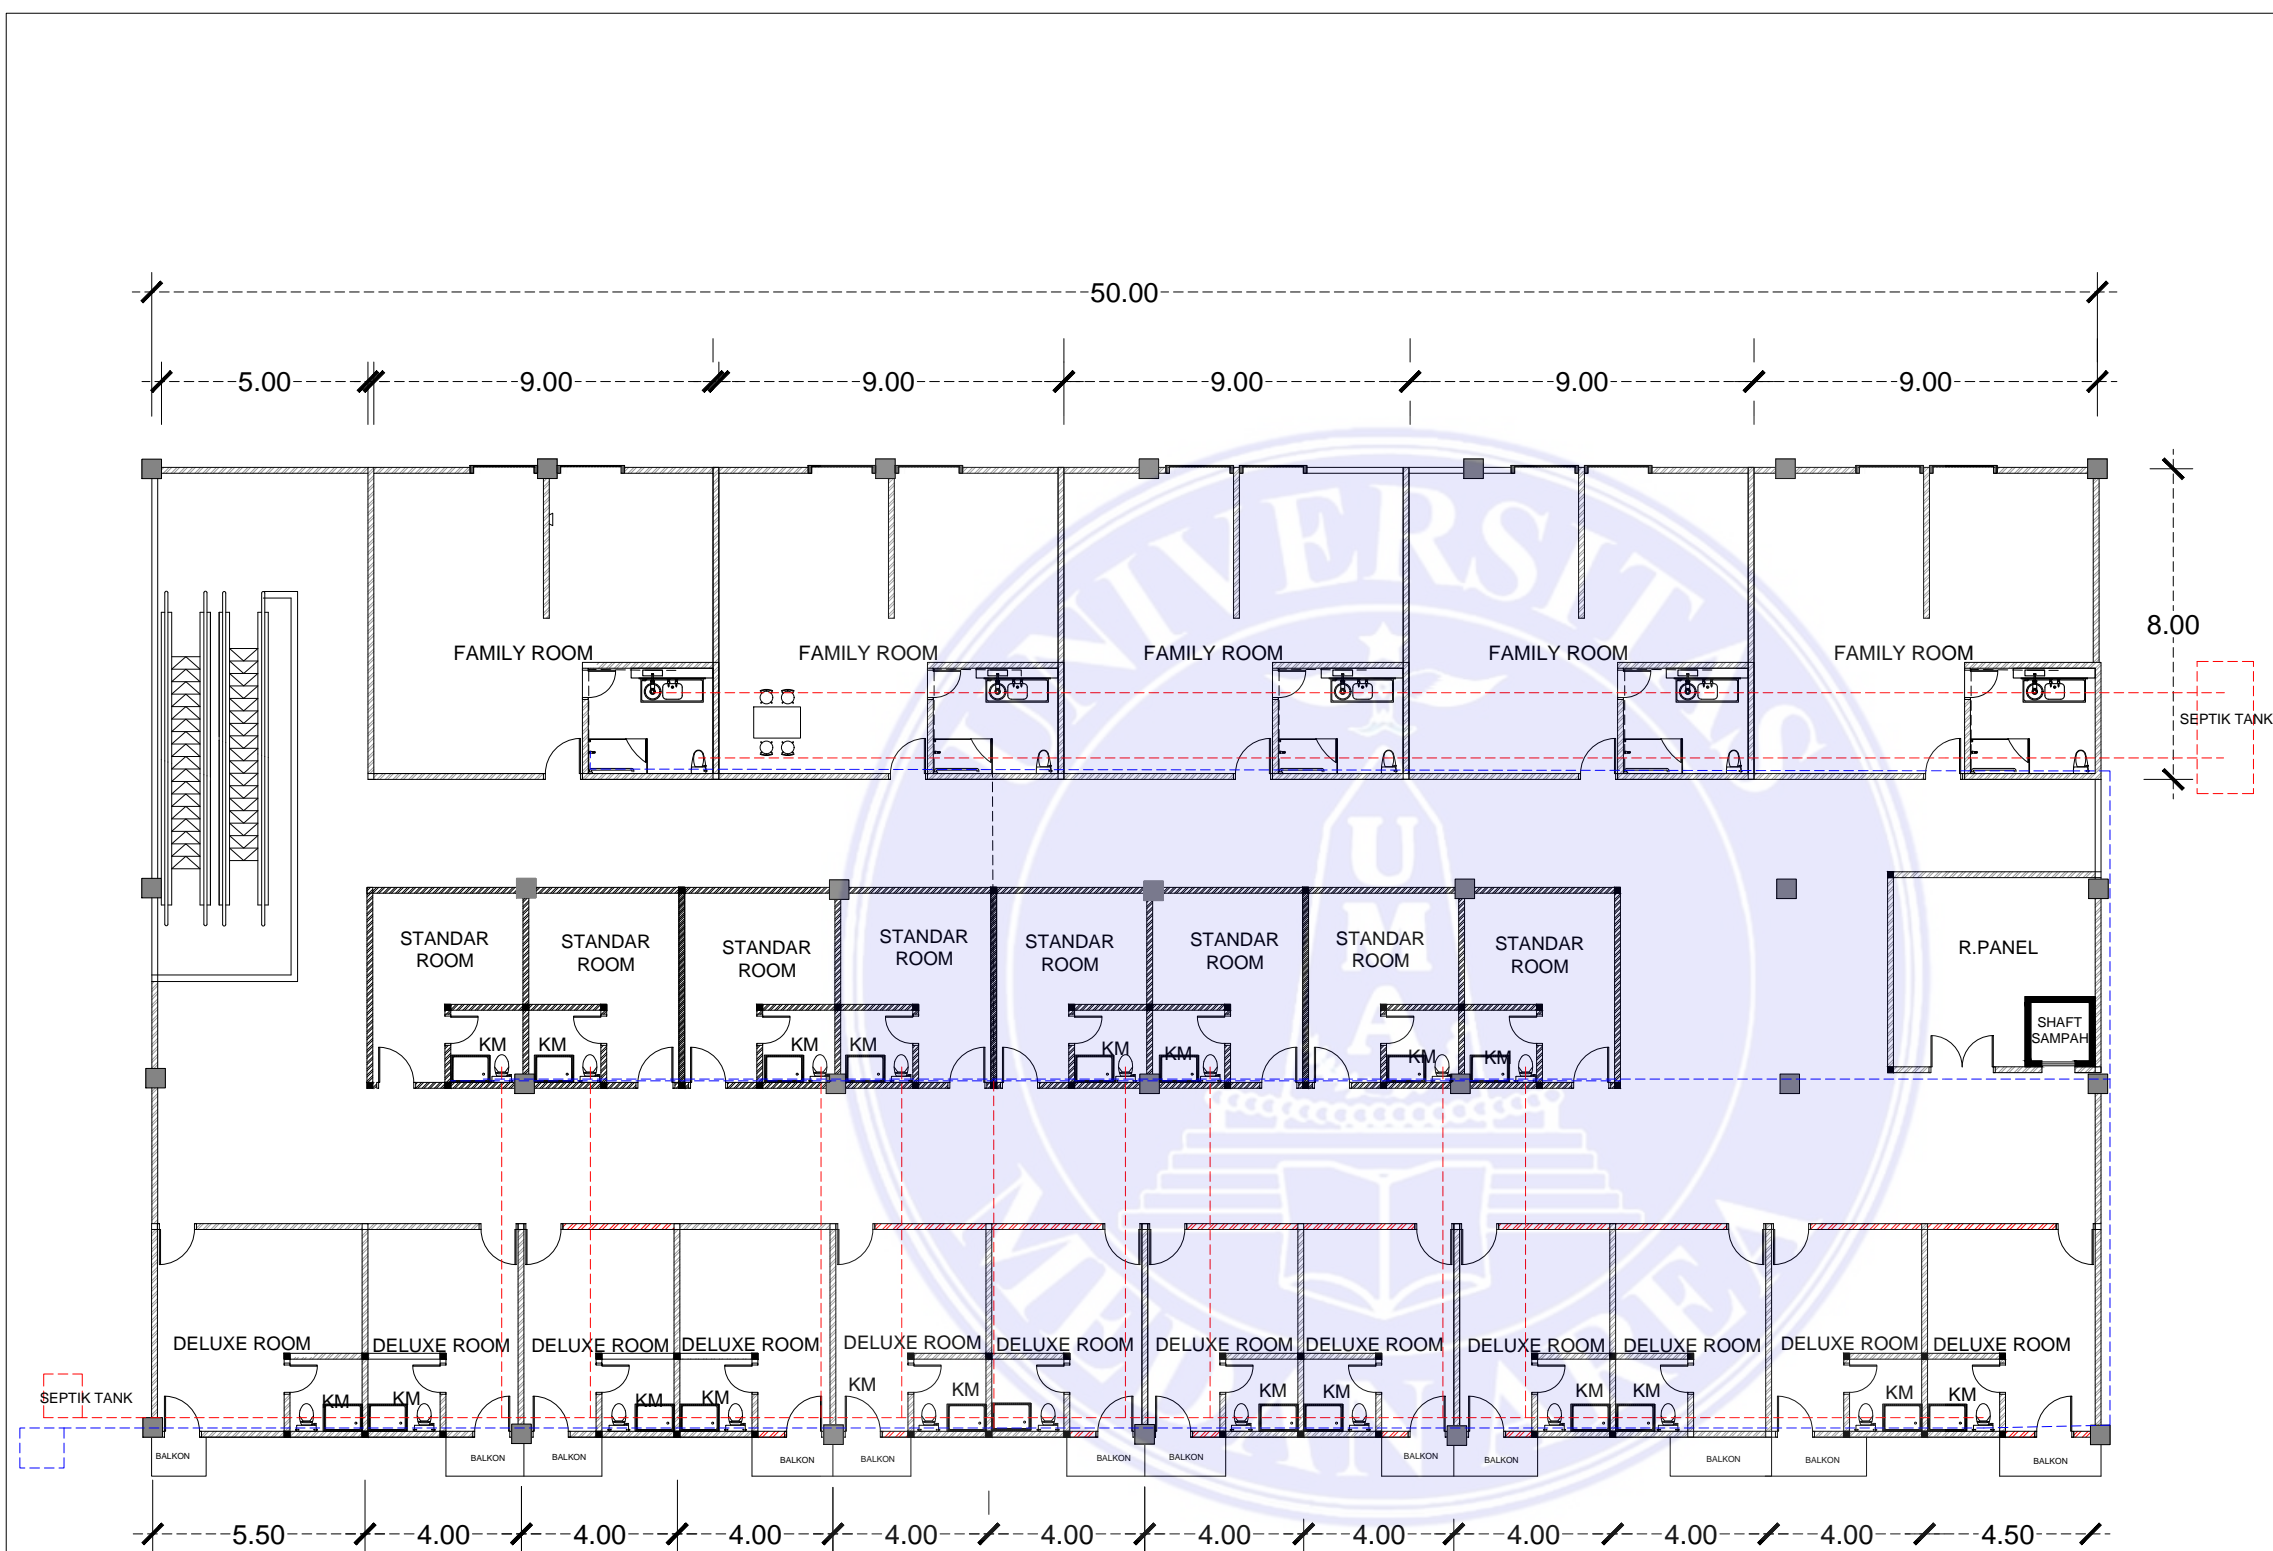 50.00
5.00 9.00 9.00 9.00 9.00 9.00
8.00
FAMILY ROOM FAMILY ROOM FAMILY ROOM FAMILY ROOM FAMILY ROOM
SEPTIK TANK
STANDAR
ROOM
STANDAR
ROOM
STANDAR
ROOM
STANDAR
ROOM
STANDAR
ROOM
STANDAR
ROOM
STANDAR
ROOM
STANDAR
ROOM
R.PANEL
SHAFT
SAMPAH
KM KM KM KM KM KM KM KM
DELUXE ROOM DELUXE ROOM DELUXE ROOM DELUXE ROOM DELUXE ROOM DELUXE ROOM DELUXE ROOM DELUXE ROOM DELUXE ROOM DELUXE ROOM DELUXE ROOM DELUXE ROOM
SEPTIK TANK
KM KM KM KM KM KM KM KM KM KM KM KM
BALKON BALKON BALKON BALKON BALKON BALKON BALKON BALKON BALKON BALKON BALKON BALKON
5.50 4.00 4.00 4.00 4.00 4.00 4.00 4.00 4.00 4.00 4.00 4.50
UNIVERSITAS
UMA
MEDAN AREA